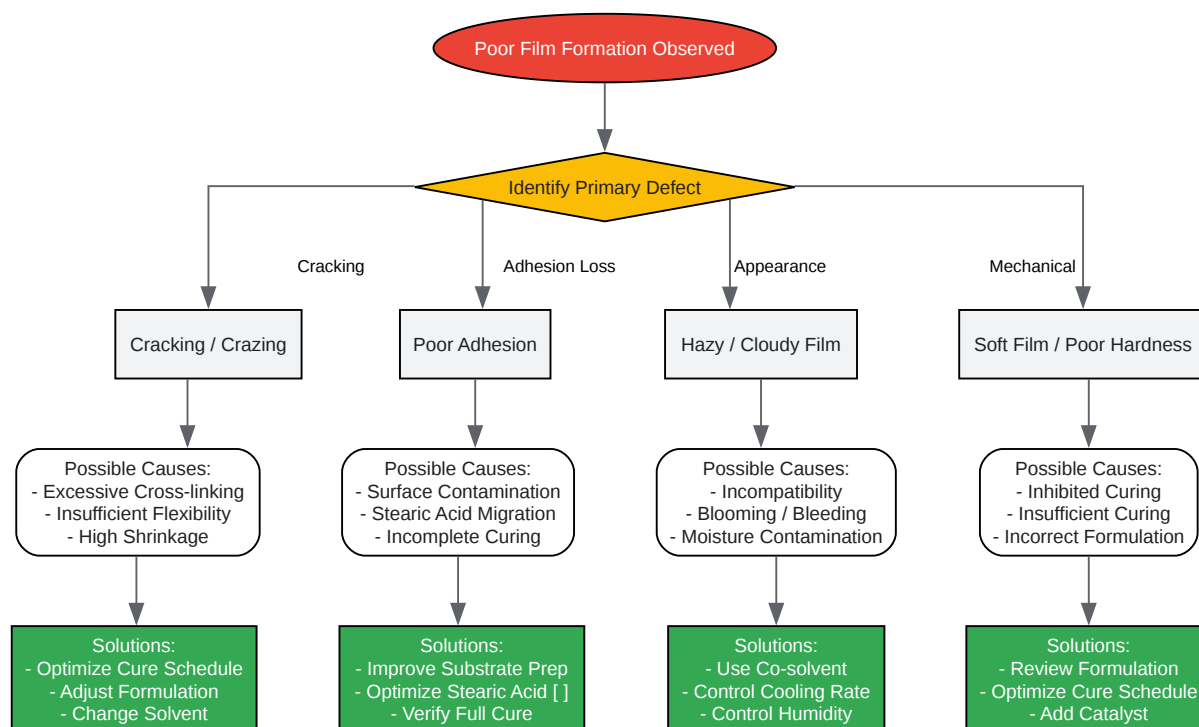 Poor Film Formation Observed
Identify Primary Defect
Cracking
Adhesion Loss
Appearance
Mechanical
Cracking / Crazing
Poor Adhesion
Hazy / Cloudy Film
Soft Film / Poor Hardness
Possible Causes:
- Excessive Cross-linking
- Insufficient Flexibility
- High Shrinkage
Possible Causes:
- Surface Contamination
- Stearic Acid Migration
- Incomplete Curing
Possible Causes:
- Incompatibility
- Blooming / Bleeding
- Moisture Contamination
Possible Causes:
- Inhibited Curing
- Insufficient Curing
- Incorrect Formulation
Solutions:
- Optimize Cure Schedule
- Adjust Formulation
- Change Solvent
Solutions:
- Improve Substrate Prep
- Optimize Stearic Acid [ ]
- Verify Full Cure
Solutions:
- Use Co-solvent
- Control Cooling Rate
- Control Humidity
Solutions:
- Review Formulation
- Optimize Cure Schedule
- Add Catalyst